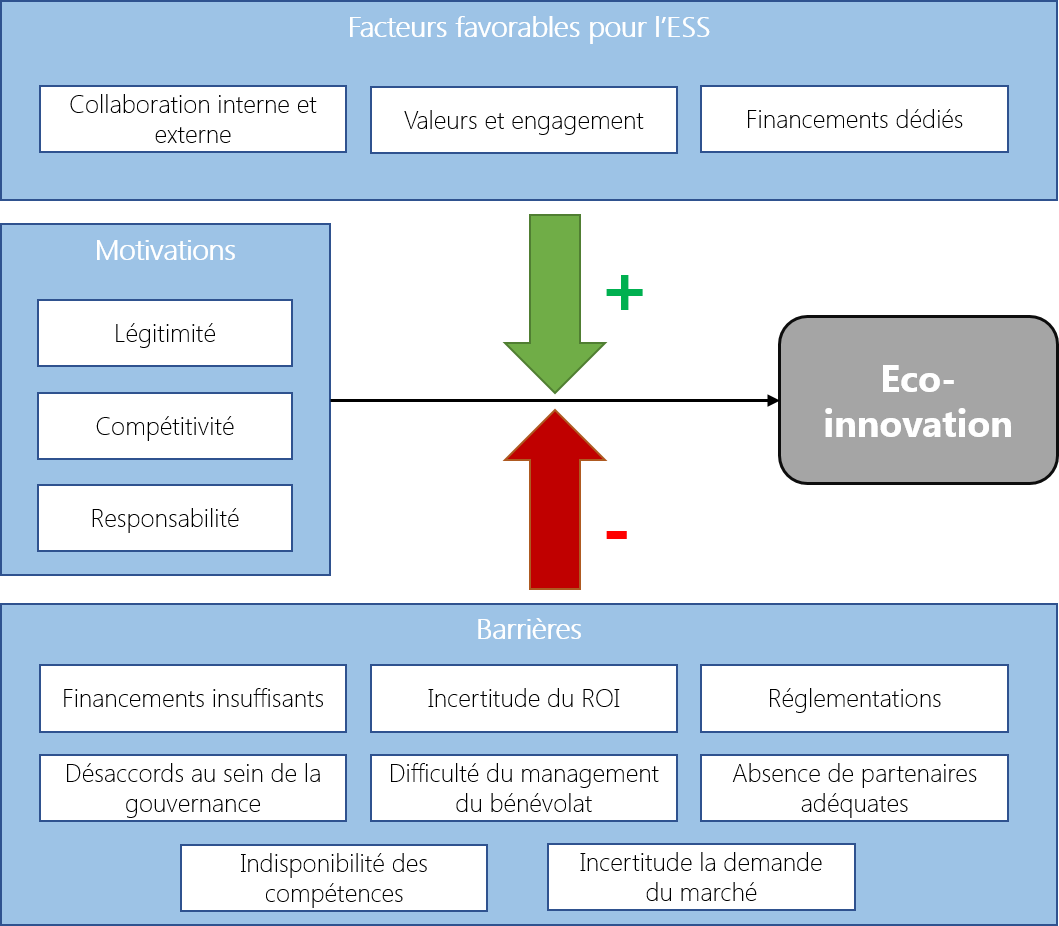 Facteurs favorables pour l’ESS
Collaboration interne et
externe
Valeurs et engagement
Financements dédiés
Motivations
Légitimité
Compétitivité
Responsabilité
+
Eco-
innovation
-
Barrières
Financements insuffisants
Incertitude du ROI
Réglementations
Désaccords au sein de la
gouvernance
Difficulté du management
du bénévolat
Absence de partenaires
adéquates
Indisponibilité des
compétences
Incertitude la demande
du marché